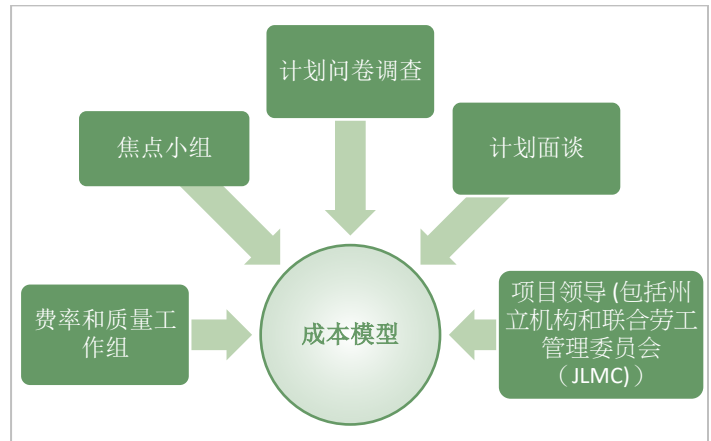 计划问卷调查
焦点小组
计划面谈
费率和质量工
作组
成本模型
项目领导 (包括州
立机构和联合劳工
管理委员会
（JLMC)）